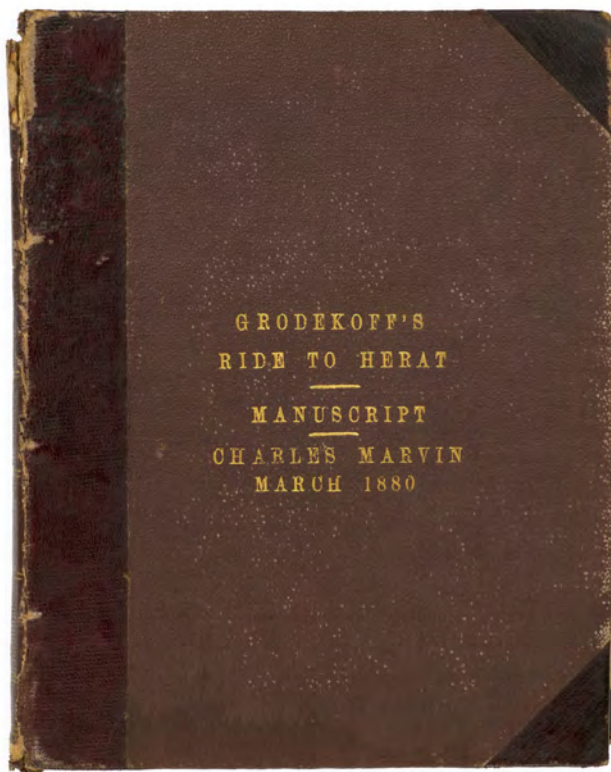 GRODEKOFF'S
RIDE TO HERAT
MANUSCRIPT
CHARLES MARVIN
MARCH 1880